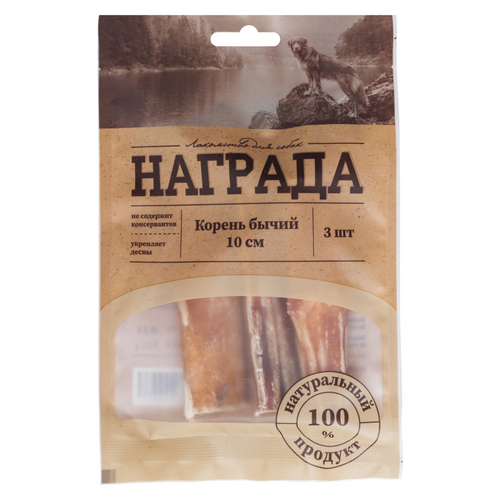 Лакомство для собак
НАГРАДА
не содержит
консервантов
укрепляет
десны
Корень бычий
10 см
3 шт
натуральный
100
%
продукт